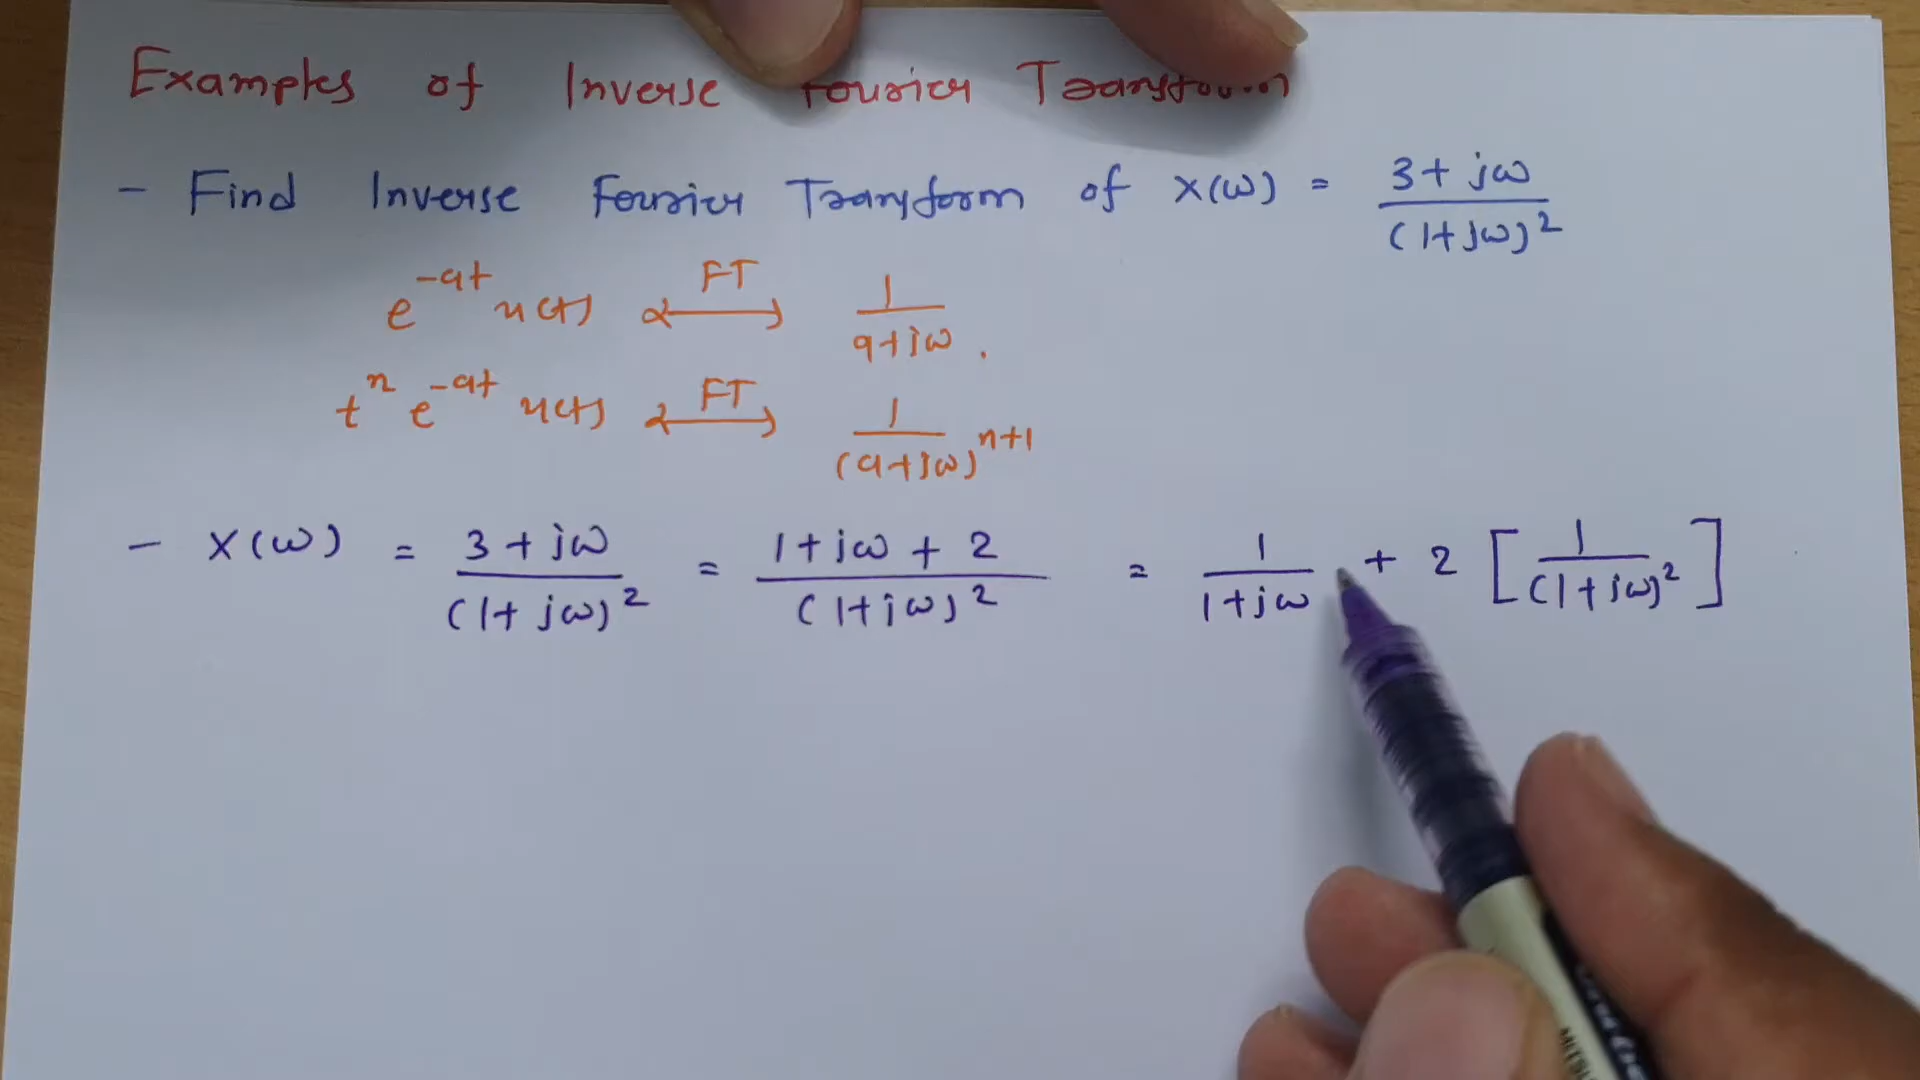 Examples of Inverse Fourier Transform
- Find Inverse Fourier Transform of X(ω) = (3 + jω) / (1+jω)²
e^(-at) u(t) ⟷ FT 1 / (a+jω) .
t^n e^(-at) u(t) ⟷ FT 1 / (a+jω)^(n+1)
- X(ω) = (3 + jω) / (1+jω)² = (1+jω + 2) / (1+jω)² = 1 / (1+jω) + 2 [1 / (1+jω)²]